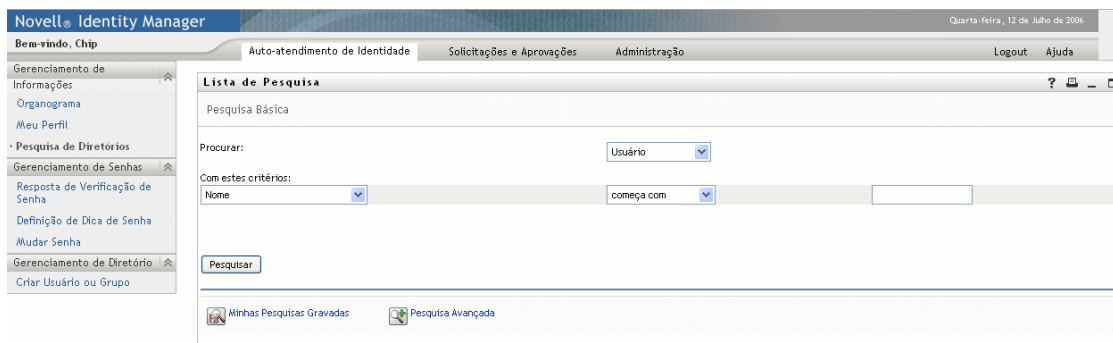 Novell® Identity Manager
Quarta-feira, 12 de Julho de 2006
Bem-vindo, Chip
Auto-atendimento de Identidade
Solicitações e Aprovações
Administração
Logout
Ajuda
Gerenciamento de
Informações
Organograma
Meu Perfil
Pesquisa de Diretórios
Gerenciamento de Senhas
Resposta de Verificação de
Senha
Definição de Dica de Senha
Mudar Senha
Gerenciamento de Diretório
Criar Usuário ou Grupo
Lista de Pesquisa
?
Pesquisa Básica
Procurar:
Usuário
Com estes critérios:
Nome
começa com
Pesquisar
Minhas Pesquisas Gravadas
Pesquisa Avançada